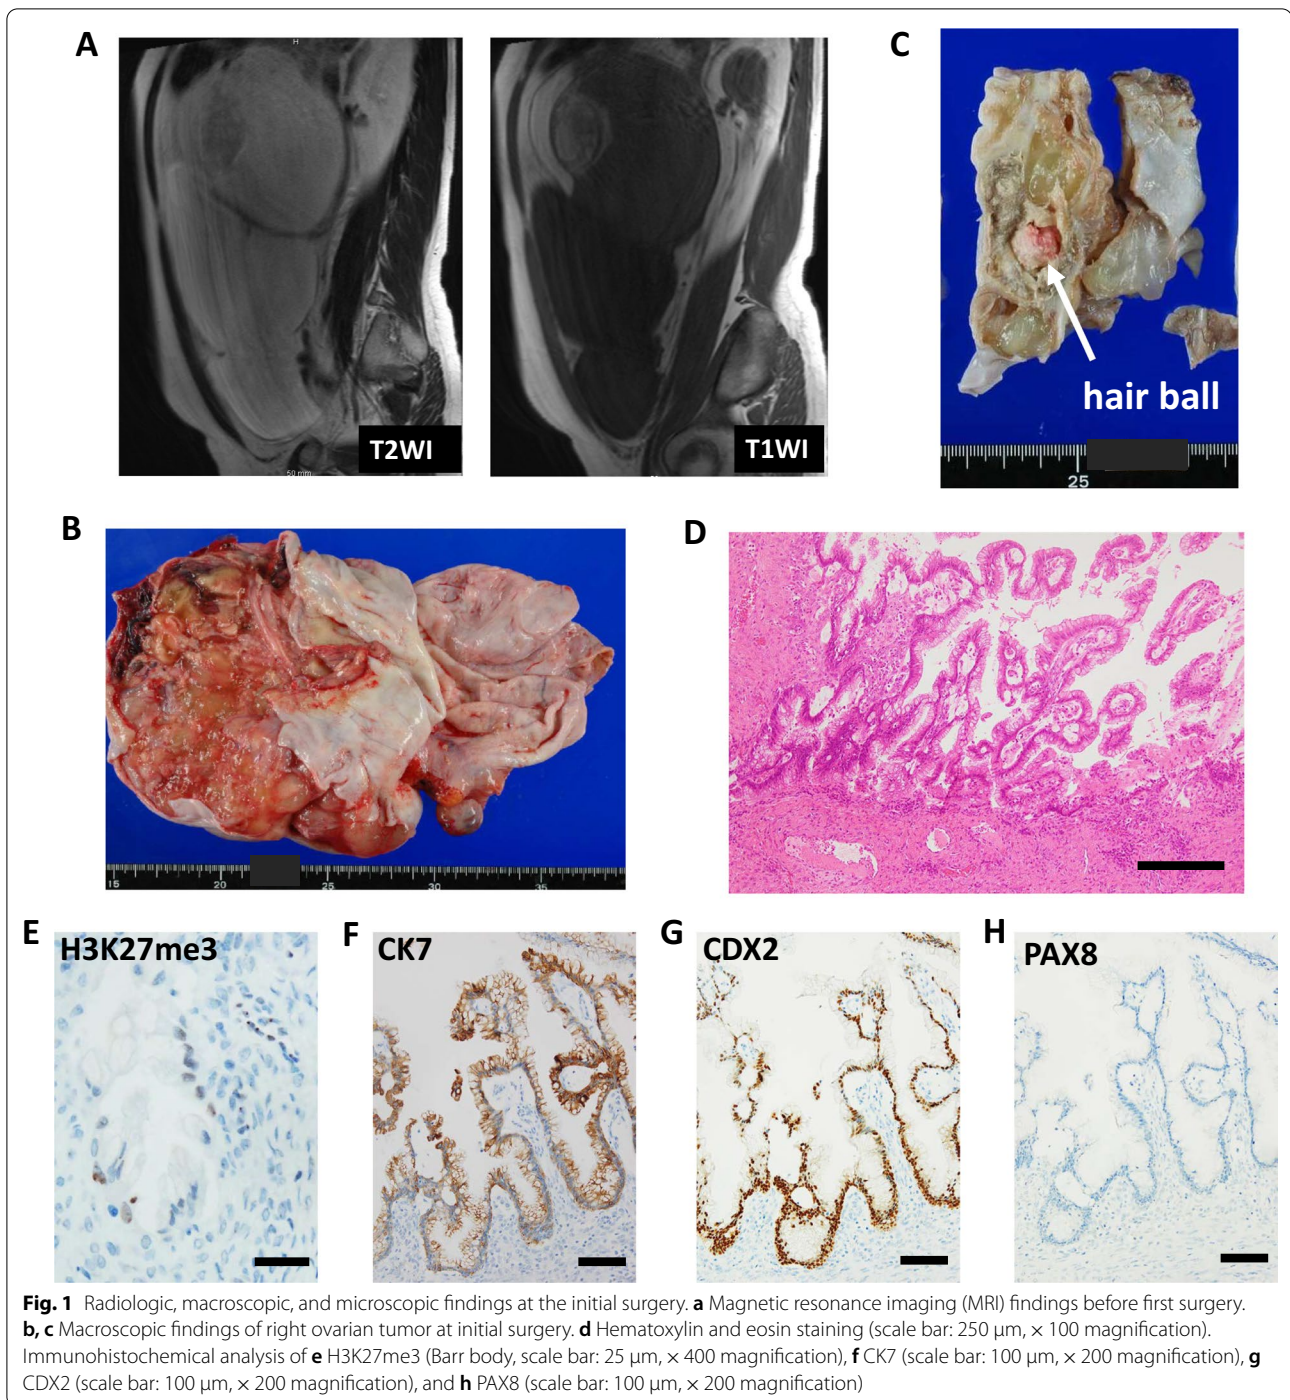 A
H
T2WI
50 mm
T1WI
C
hair ball
25
B
15 20 25 30 35
D
E
H3K27me3
F
CK7
G
CDX2
H
PAX8
Fig. 1 Radiologic, macroscopic, and microscopic findings at the initial surgery. a Magnetic resonance imaging (MRI) findings before first surgery.
b, c Macroscopic findings of right ovarian tumor at initial surgery. d Hematoxylin and eosin staining (scale bar: 250 μm, × 100 magnification).
Immunohistochemical analysis of e H3K27me3 (Barr body, scale bar: 25 μm, × 400 magnification), f CK7 (scale bar: 100 μm, × 200 magnification), g
CDX2 (scale bar: 100 μm, × 200 magnification), and h PAX8 (scale bar: 100 μm, × 200 magnification)